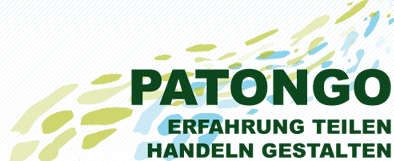 PATONGO
ERFAHRUNG TEILEN
HANDELN GESTALTEN